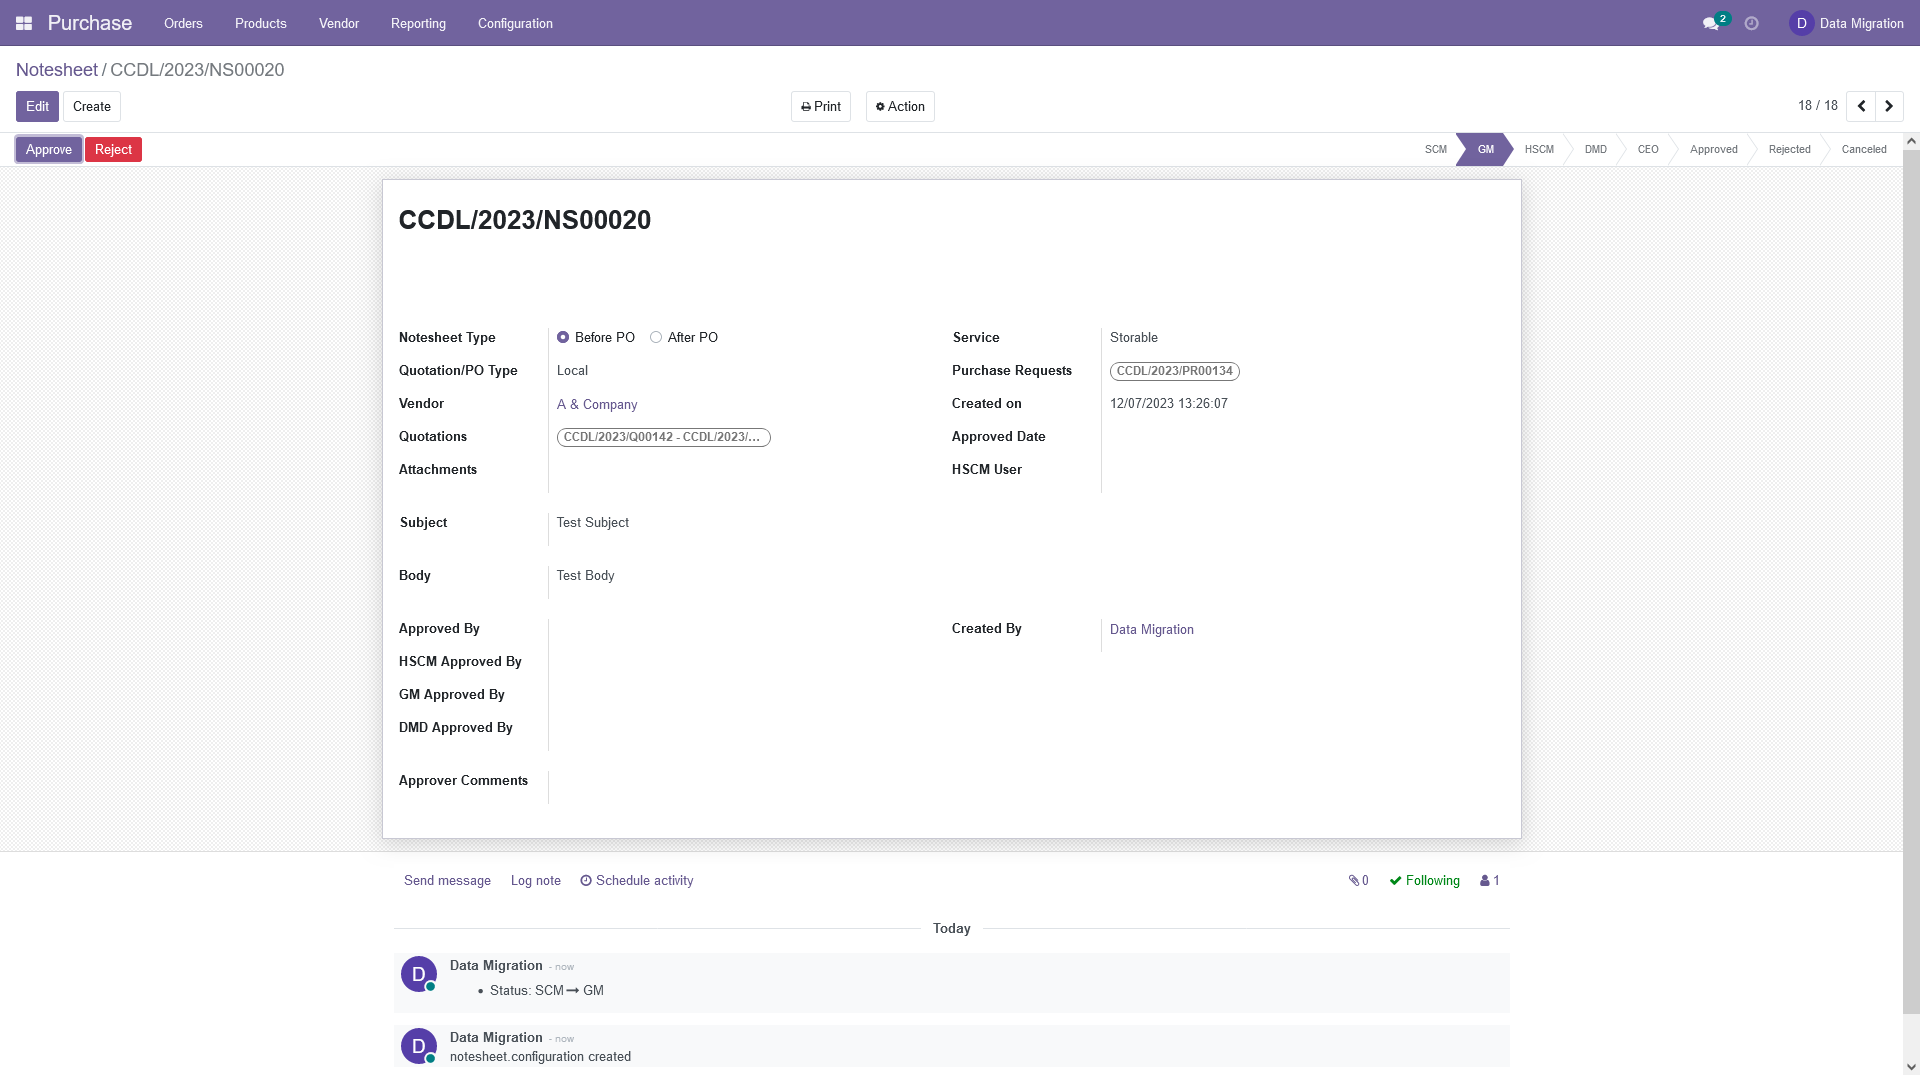 Purchase Orders Products Vendor Reporting Configuration 2 D Data Migration
Notesheet / CCDL/2023/NS00020
Edit Create Print Action 18 / 18
Approve Reject SCM GM HSCM DMD CEO Approved Rejected Canceled
CCDL/2023/NS00020
Notesheet Type Before PO After PO Service Storable
Quotation/PO Type Local Purchase Requests CCDL/2023/PR00134
Vendor A & Company Created on 12/07/2023 13:26:07
Quotations CCDL/2023/Q00142 - CCDL/2023/... Approved Date
Attachments HSCM User
Subject Test Subject
Body Test Body
Approved By Created By Data Migration
HSCM Approved By
GM Approved By
DMD Approved By
Approver Comments
Send message Log note Schedule activity 0 Following 1
Today
D Data Migration - now
• Status: SCM → GM
D Data Migration - now
notesheet.configuration created